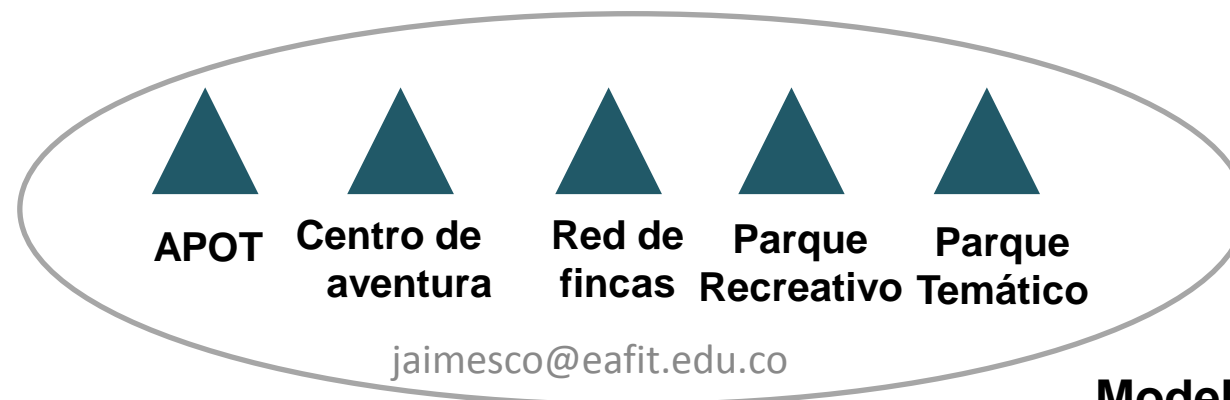 APOT
Centro de
aventura
Red de
fincas
Parque
Recreativo
Parque
Temático
jaimesco@eafit.edu.co